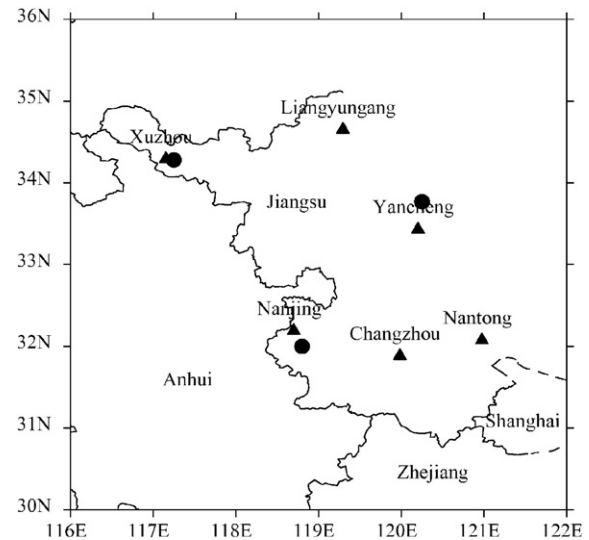 36N
35N
Liangyungang
Xuzhou
34N
Jiangsu
Yancheng
33N
Nanjing
Nantong
32N
Changzhou
Anhui
31N
Shanghai
Zhejiang
30N
116E 117E 118E 119E 120E 121E 122E